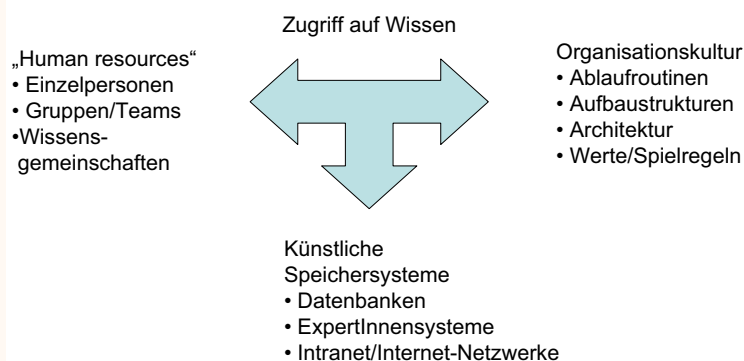 Zugriff auf Wissen
„Human resources“
• Einzelpersonen
• Gruppen/Teams
•Wissens-
gemeinschaften
Organisationskultur
• Ablaufroutinen
• Aufbaustrukturen
• Architektur
• Werte/Spielregeln
Künstliche
Speichersysteme
• Datenbanken
• ExpertInnensysteme
• Intranet/Internet-Netzwerke